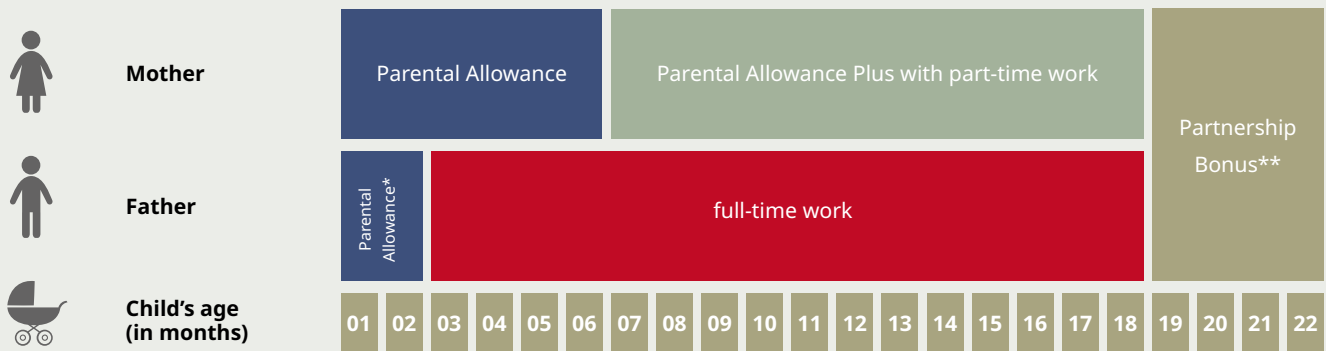 Mother
Parental Allowance
Parental Allowance Plus with part-time work
Partnership
Bonus**
Father
Parental
Allowance*
full-time work
Child’s age
(in months)
01 02 03 04 05 06 07 08 09 10 11 12 13 14 15 16 17 18 19 20 21 22